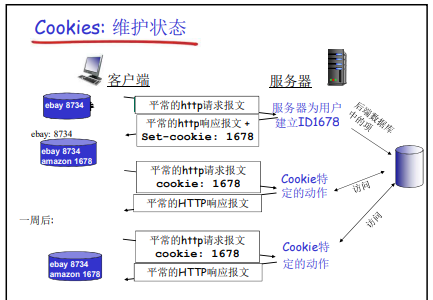 Cookies: 维护状态
客户端
服务器
ebay 8734
平常的http请求报文
服务器为用户
建立ID1678
后端数据库
中的项
平常的http响应报文 +
Set-cookie: 1678
ebay: 8734
ebay 8734
amazon 1678
平常的http请求报文
cookie: 1678
Cookie特
定的动作
访问
平常的HTTP响应报文
一周后:
访问
平常的http请求报文
cookie: 1678
Cookie特
定的动作
ebay 8734
amazon 1678
平常的HTTP响应报文